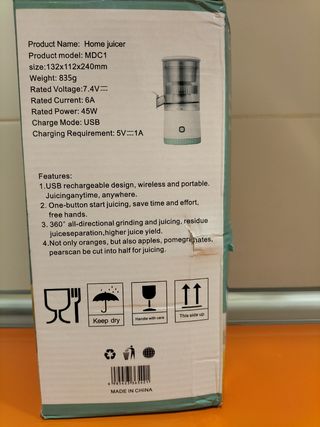 Product Name: Home juicer
Product model: MDC1
size:132x112x240mm
Weight: 835g
Rated Voltage:7.4V⎓
Rated Current: 6A
Rated Power: 45W
Charge Mode: USB
Charging Requirement: 5V⎓1A
Features:
1.USB rechargeable design, wireless and portable.
Juicinganytime, anywhere.
2. One-button start juicing, save time and effort,
free hands.
3. 360° all-directional grinding and juicing, residue
juiceseparation,higher juice yield.
4.Not only oranges, but also apples, pomegranates,
pearscan be cut into half for juicing.
Keep dry
Handle with care
This side up
MADE IN CHINA